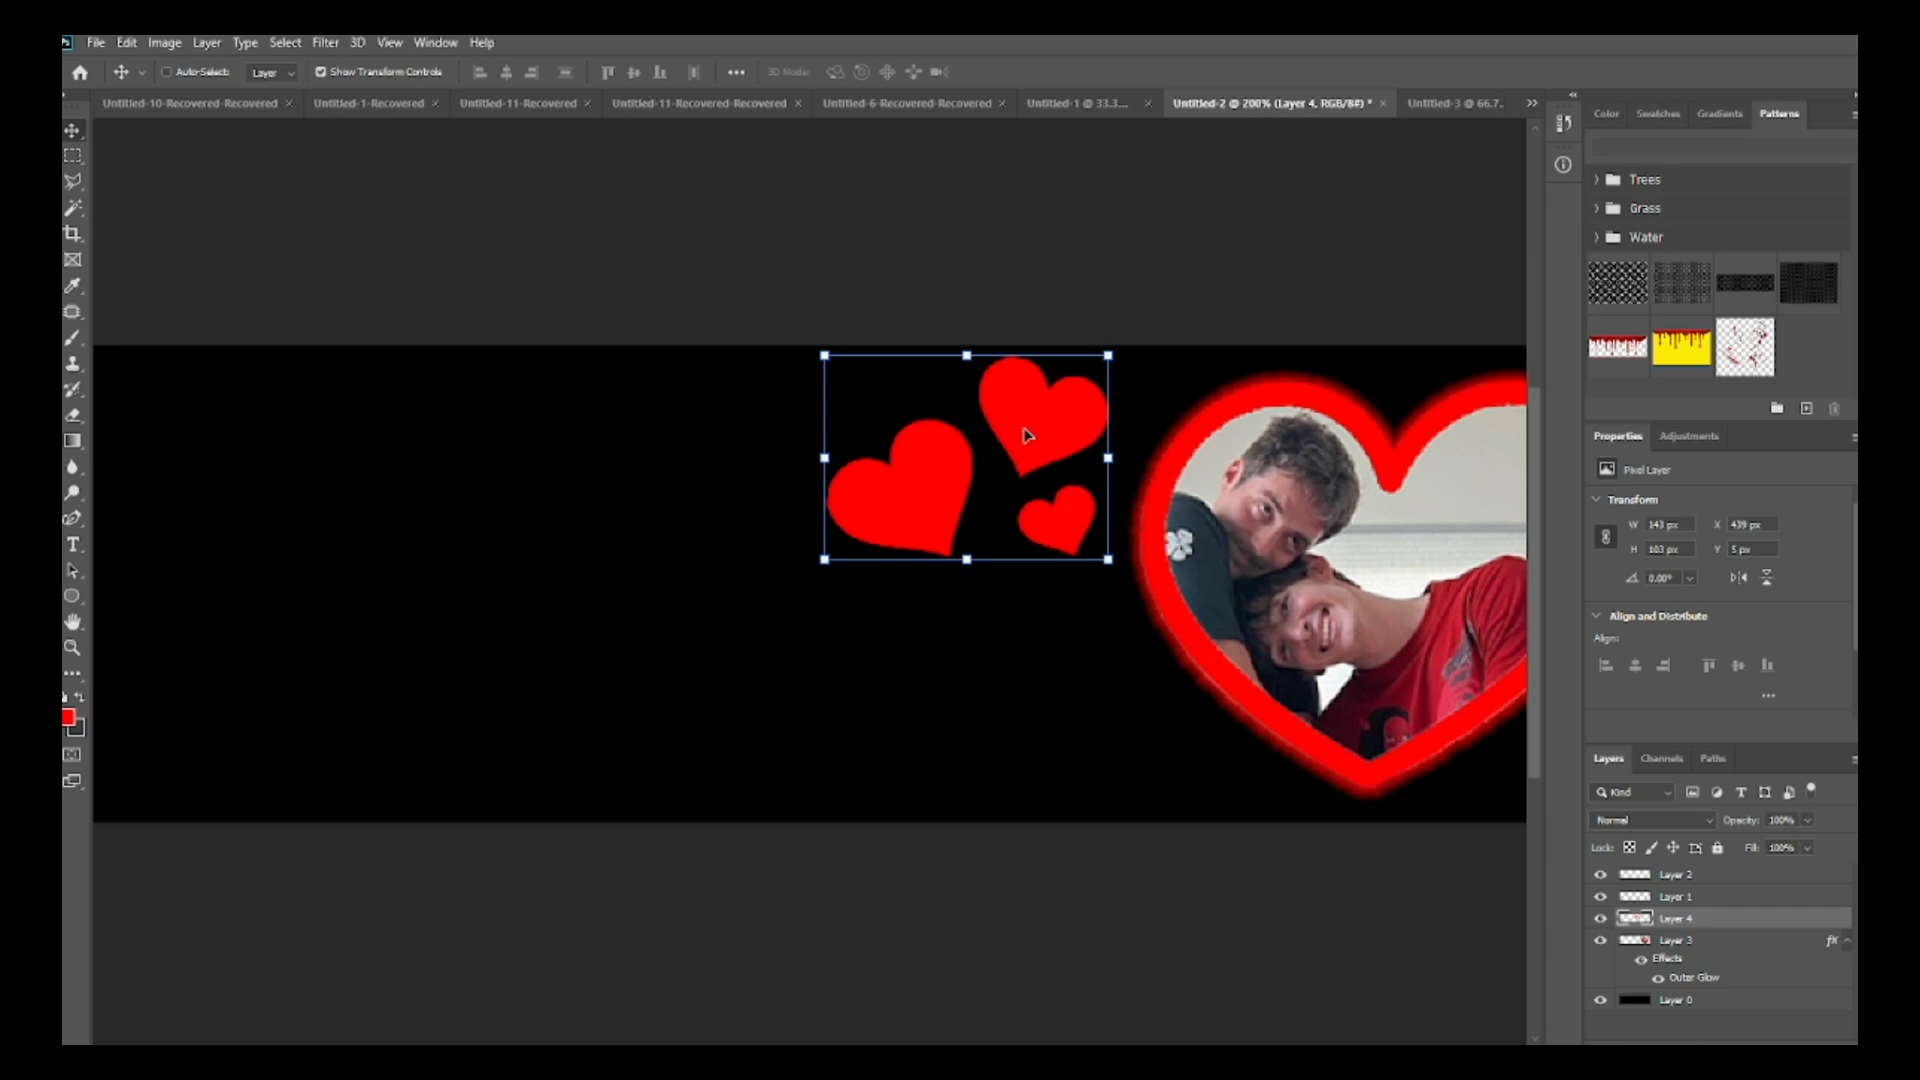 Ps File Edit Image Layer Type Select Filter 3D View Window Help
Auto-Select: Layer Show Transform Controls 3D Mode:
Untitled-10-Recovered-Recovered × Untitled-1-Recovered × Untitled-11-Recovered × Untitled-11-Recovered-Recovered × Untitled-6-Recovered-Recovered × Untitled-1 @ 33.3... × Untitled-2 @ 200% (Layer 4, RGB/8#) * × Untitled-3 @ 66.7.
Color Swatches Gradients Patterns
Trees
Grass
Water
Properties Adjustments
Pixel Layer
Transform
W 143 px X 439 px
H 103 px Y 5 px
0.00°
Align and Distribute
Align:
Layers Channels Paths
Kind
Normal Opacity: 100%
Lock: Fill: 100%
Layer 2
Layer 1
Layer 4
Layer 3 fx
Effects
Outer Glow
Layer 0